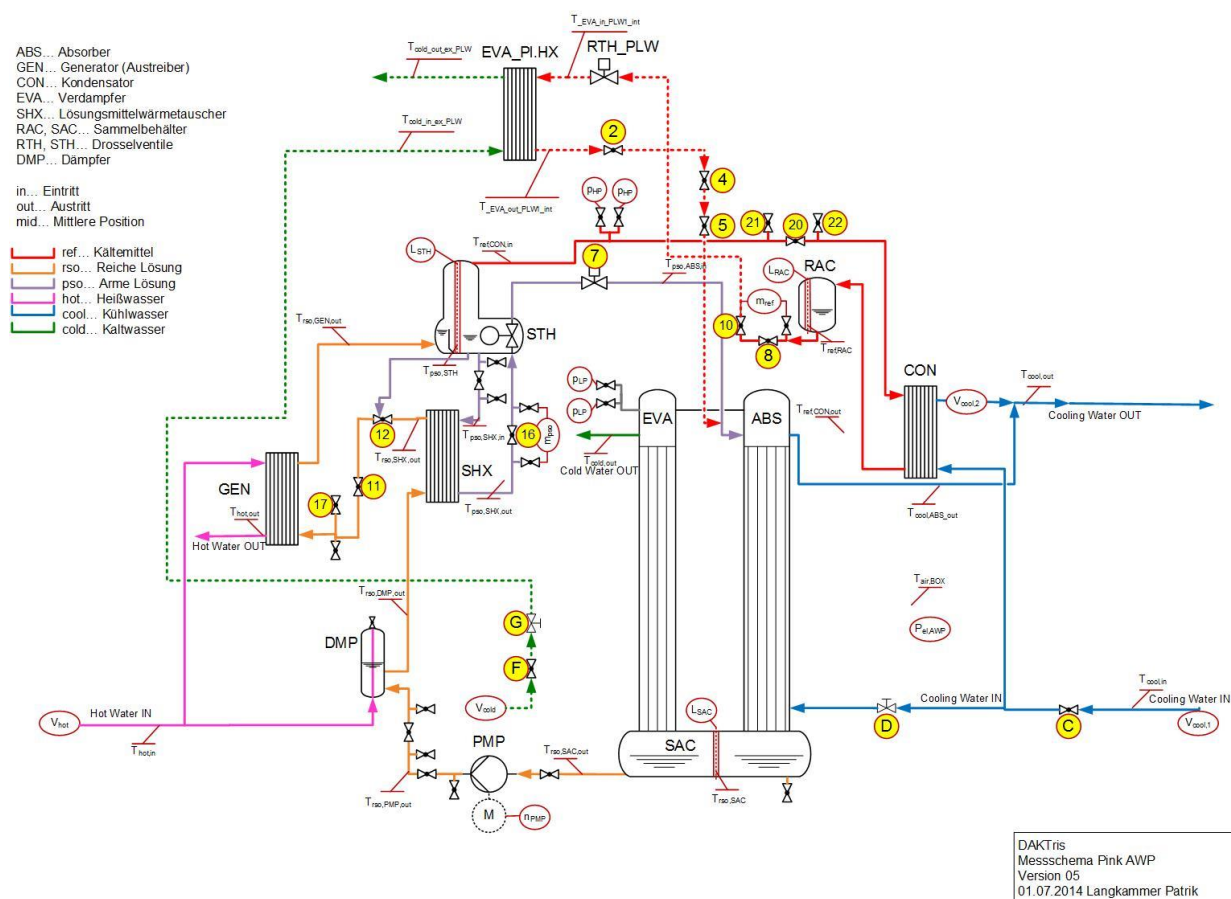 ABS... Absorber
GEN... Generator (Austreiber)
CON... Kondensator
EVA... Verdampfer
SHX... Lösungsmittelwärmetauscher
RAC, SAC... Sammelbehälter
RTH, STH... Drosselventile
DMP... Dämpfer
in... Eintritt
out... Austritt
mid... Mittlere Position
ref... Kältemittel
rso... Reiche Lösung
pso... Arme Lösung
hot... Heißwasser
cool... Kühlwasser
cold... Kaltwasser
T_EVA_in_PLW1_int
T cold_out_ex_PLW
EVA_Pl.HX
RTH_PLW
T cold_in_ex_PLW
2
T_EVA_out_PLW1_int
4
pHP
pHP
5
21
20
22
LSTH
Tref,CON,in
7
Tpso,ABS,in
RAC
LRAC
mref
10
8
Tref,RAC
Trso,GEN,out
STH
Tpso,STH
CON
Tcool,out
Vcool,2
Cooling Water OUT
pLP
pLP
EVA
ABS
Tref,CON,out
12
Tpso,SHX,in
16
mpso
Trso,SHX,out
Tcold,out
Cold Water OUT
SHX
GEN
11
17
Tpso,SHX,out
Thot,out
Hot Water OUT
Tcool,ABS_out
Trso,DMP,out
Tair,BOX
Pel,AWP
G
DMP
F
Vcold
Tcool,in
Cooling Water IN
Cooling Water IN
D
C
Vcool,1
Vhot
Hot Water IN
Thot,in
LSAC
SAC
PMP
Trso,SAC,out
Trso,SAC
Trso,PMP,out
M
nPMP
DAKTris
Messschema Pink AWP
Version 05
01.07.2014 Langkammer Patrik